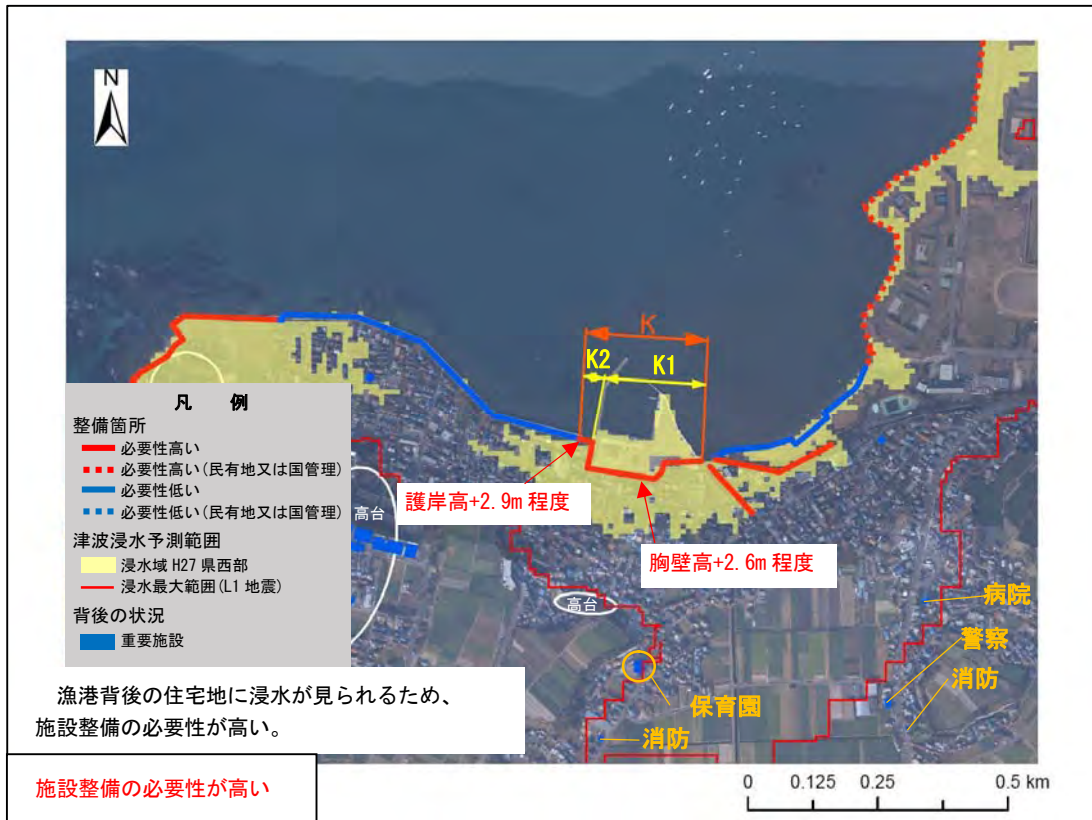 N
K
K2
K1
護岸高+2.9m 程度
胸壁高+2.6m 程度
凡 例
整備箇所
必要性高い
必要性高い(民有地又は国管理)
必要性低い
必要性低い(民有地又は国管理)
津波浸水予測範囲
浸水域 H27 県西部
浸水最大範囲(L1 地震)
背後の状況
重要施設
高台
高台
病院
警察
消防
保育園
消防
漁港背後の住宅地に浸水が見られるため、
施設整備の必要性が高い。
施設整備の必要性が高い
0 0.125 0.25 0.5 km